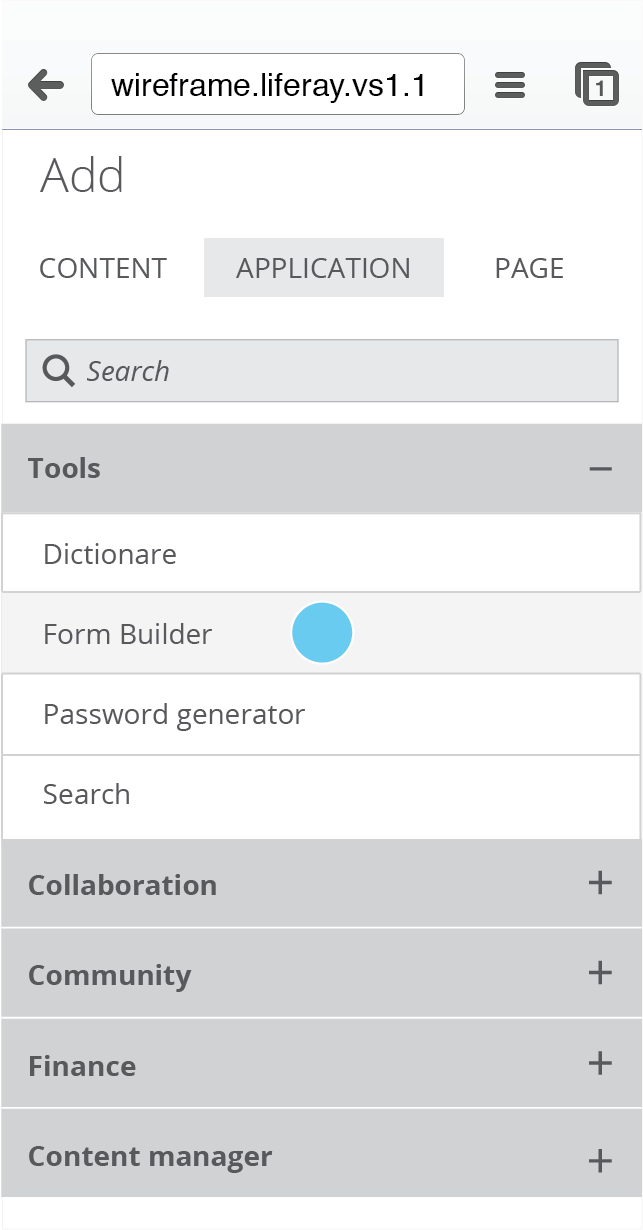 wireframe.liferay.vs1.1
1
Add
CONTENT APPLICATION PAGE
Search
Tools
Dictionare
Form Builder
Password generator
Search
Collaboration
Community
Finance
Content manager